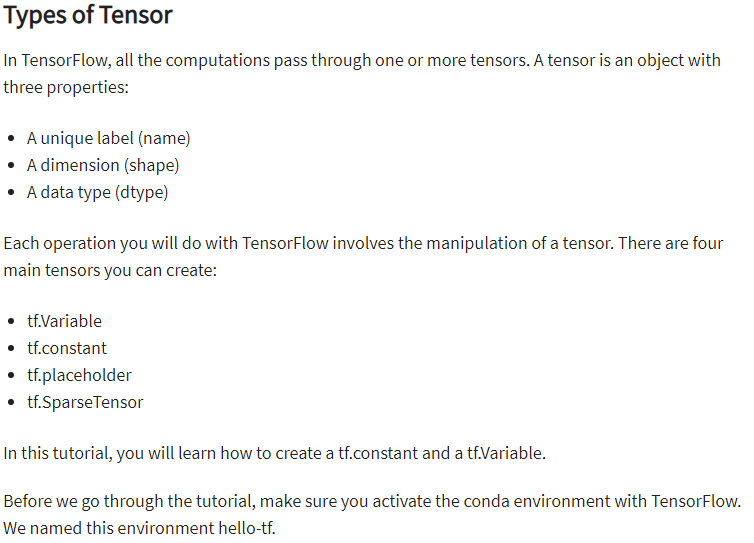 Types of Tensor
In TensorFlow, all the computations pass through one or more tensors. A tensor is an object with
three properties:
• A unique label (name)
• A dimension (shape)
• A data type (dtype)
Each operation you will do with TensorFlow involves the manipulation of a tensor. There are four
main tensors you can create:
• tf.Variable
• tf.constant
• tf.placeholder
• tf.SparseTensor
In this tutorial, you will learn how to create a tf.constant and a tf.Variable.
Before we go through the tutorial, make sure you activate the conda environment with TensorFlow.
We named this environment hello-tf.